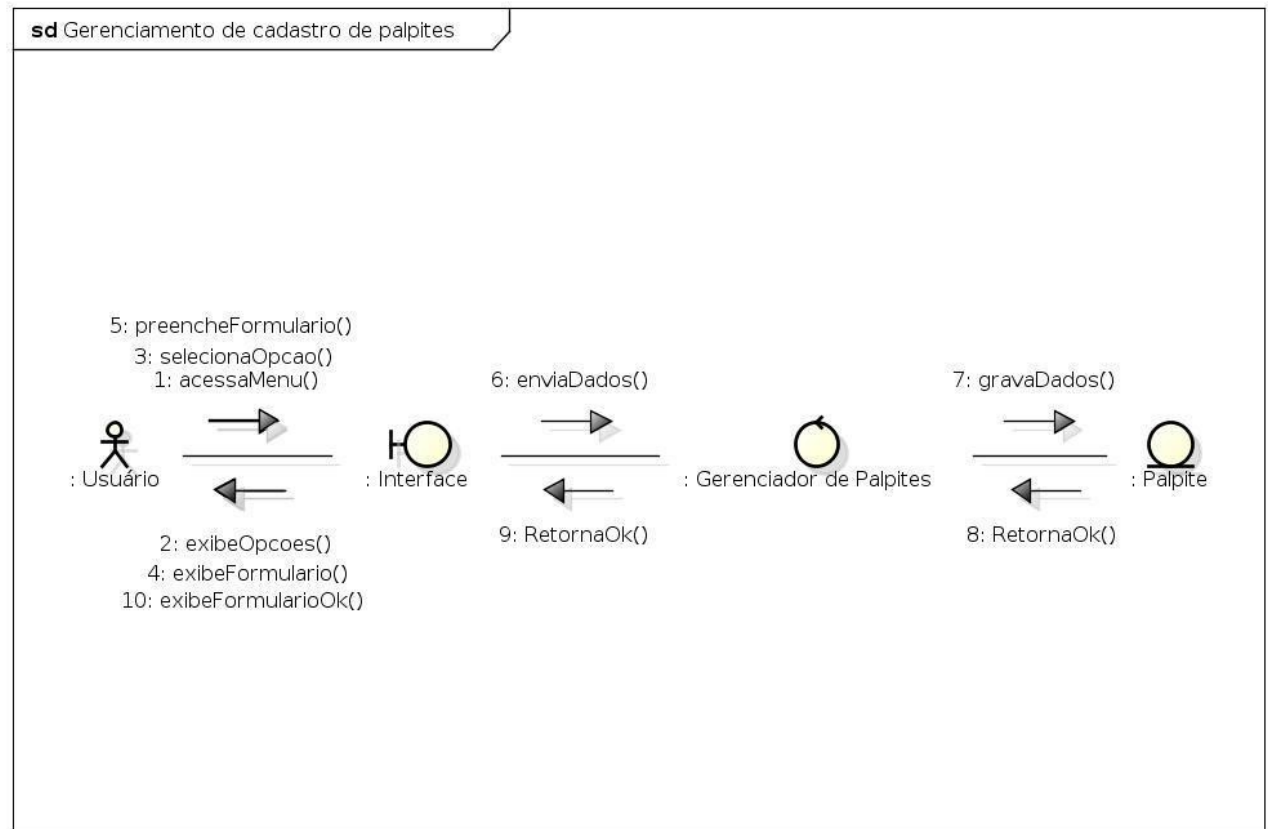 sd Gerenciamento de cadastro de palpites
5: preencheFormulario()
3: selecionaOpcao()
1: acessaMenu()
6: enviaDados()
7: gravaDados()
: Usuário
: Interface
: Gerenciador de Palpites
: Palpite
2: exibeOpcoes()
4: exibeFormulario()
10: exibeFormularioOk()
9: RetornaOk()
8: RetornaOk()